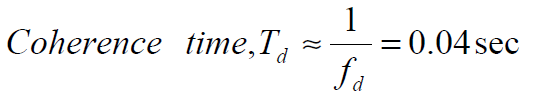 Coherence time, T_d ≈ 1/f_d = 0.04 sec